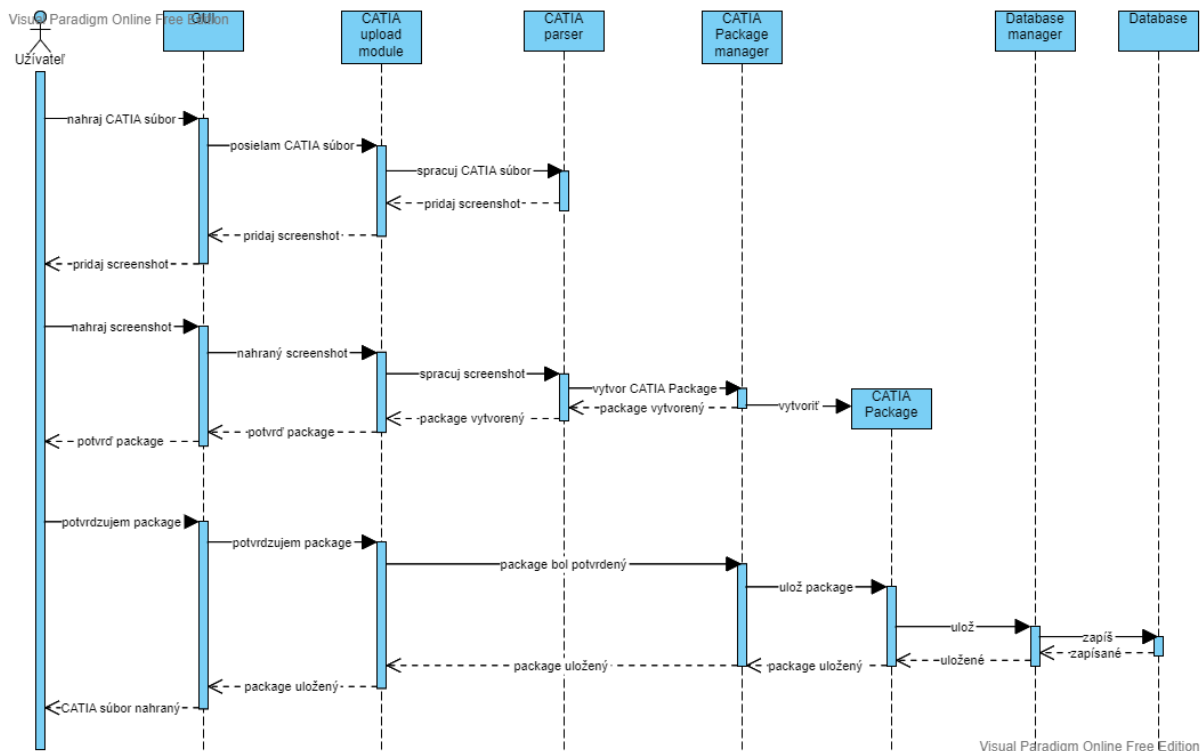 Visual Paradigm Online Free Edition
Užívateľ
GUI
CATIA
upload
module
CATIA
parser
CATIA
Package
manager
Database
manager
Database
nahraj CATIA súbor
posielam CATIA súbor
spracuj CATIA súbor
pridaj screenshot
pridaj screenshot
pridaj screenshot
nahraj screenshot
nahraný screenshot
spracuj screenshot
vytvor CATIA Package
vytvoriť
CATIA
Package
package vytvorený
package vytvorený
potvrď package
potvrď package
potvrdzujem package
potvrdzujem package
package bol potvrdený
ulož package
ulož
zapíš
zapísané
uložené
package uložený
package uložený
package uložený
CATIA súbor nahraný
Visual Paradigm Online Free Edition